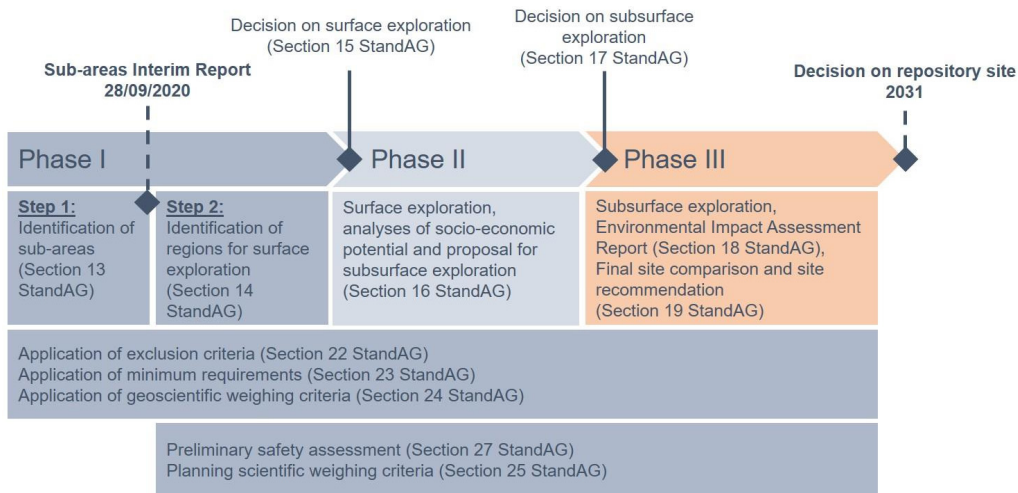 Decision on surface exploration
(Section 15 StandAG)
Decision on subsurface
exploration
(Section 17 StandAG)
Sub-areas Interim Report
28/09/2020
Decision on repository site
2031
Phase I
Phase II
Phase III
Step 1:
Identification of
sub-areas
(Section 13
StandAG)
Step 2:
Identification of
regions for surface
exploration
(Section 14
StandAG)
Surface exploration,
analyses of socio-economic
potential and proposal for
subsurface exploration
(Section 16 StandAG)
Subsurface exploration,
Environmental Impact Assessment
Report (Section 18 StandAG),
Final site comparison and site
recommendation
(Section 19 StandAG)
Application of exclusion criteria (Section 22 StandAG)
Application of minimum requirements (Section 23 StandAG)
Application of geoscientific weighing criteria (Section 24 StandAG)
Preliminary safety assessment (Section 27 StandAG)
Planning scientific weighing criteria (Section 25 StandAG)